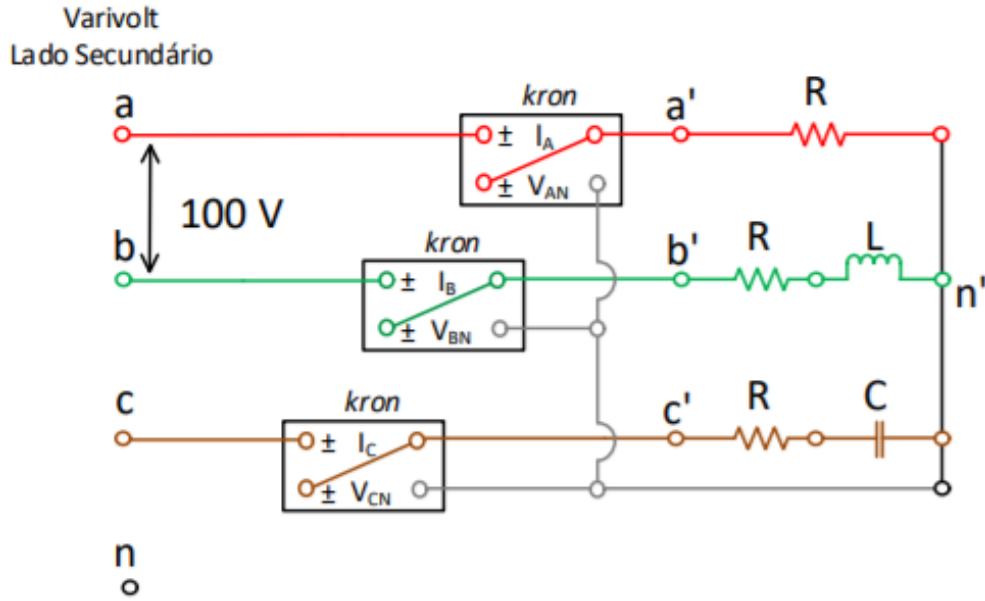 Varivolt
Lado Secundário
a
kron
a'
R
± I_A
± V_AN
100 V
b
kron
b'
R
L
± I_B
± V_BN
n'
c
kron
c'
R
C
± I_C
± V_CN
n